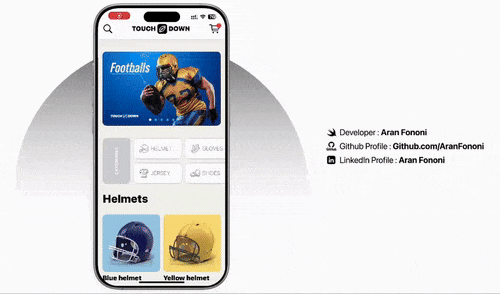 TOUCH DOWN
Footballs
TOUCH DOWN
HELMET
GLOVES
JERSEY
SHOES
Helmets
Blue helmet
Yellow helmet
Developer : Aran Fononi
Github Profile : Github.com/AranFononi
LinkedIn Profile : Aran Fononi